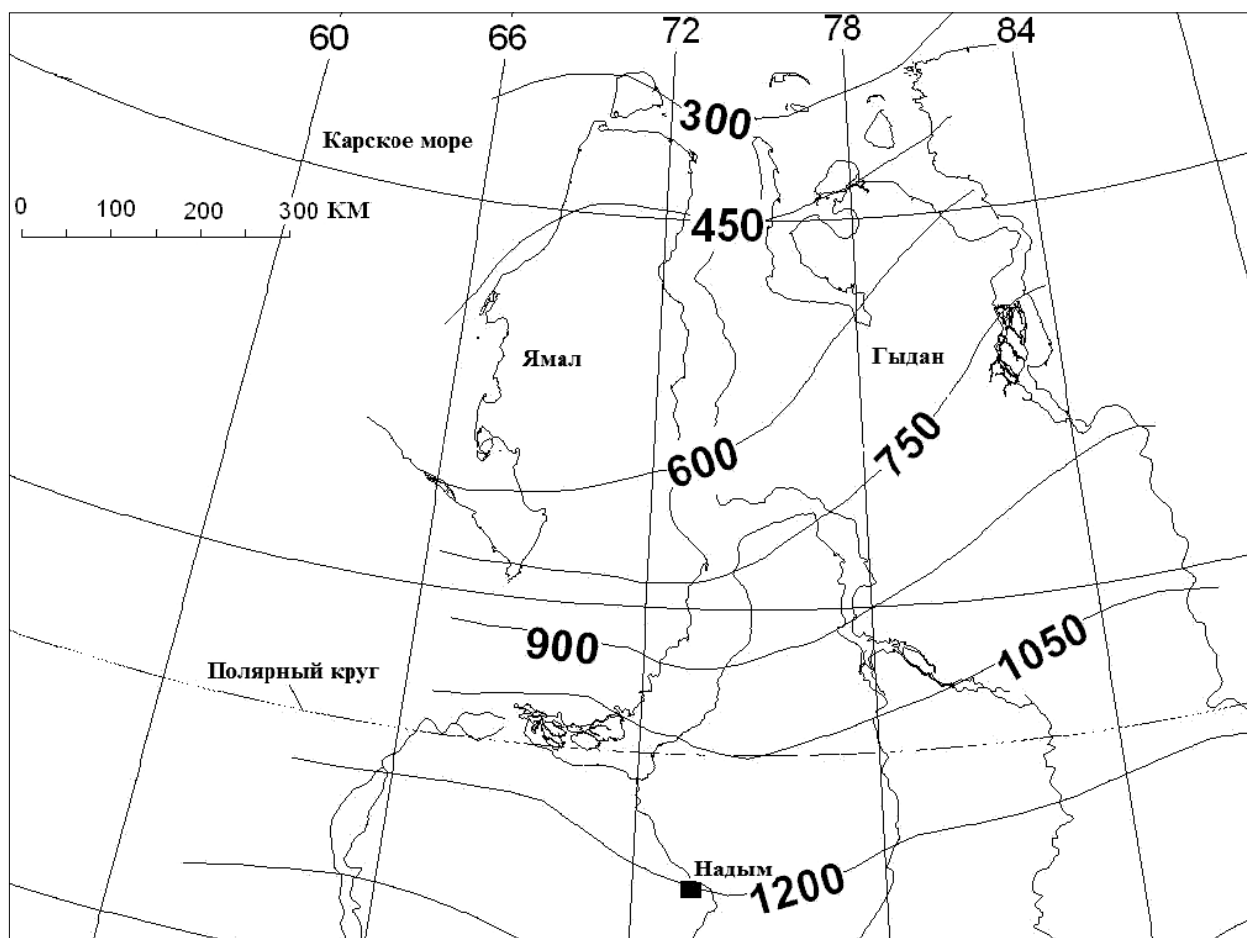 60 66 72 78 84
300
Карское море
0 100 200 300 КМ
450
Ямал
Гыдан
600
750
900
1050
Полярный круг
Надым
1200